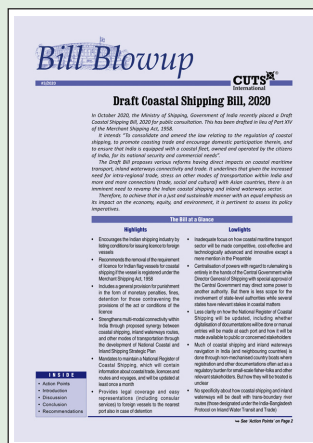 Bill Blowup
#3/2020
CUTS®
International
Draft Coastal Shipping Bill, 2020
In October 2020, the Ministry of Shipping, Government of India recently placed a Draft
Coastal Shipping Bill, 2020 for public consultation. This has been drafted in lieu of Part XIV
of the Merchant Shipping Act, 1958.
It intends "To consolidate and amend the law relating to the regulation of coastal
shipping, to promote coasting trade and encourage domestic participation therein, and
to ensure that India is equipped with a coastal fleet, owned and operated by the citizens
of India, for its national security and commercial needs".
The Draft Bill proposes various reforms having direct impacts on coastal maritime
transport, inland waterways connectivity and trade. It underlines that given the increased
need for intra-regional trade, stress on other modes of transportation within India and
more and more connections (trade, social and cultural) with Asian countries, there is an
imminent need to revamp the Indian coastal shipping and inland waterways sector.
Therefore, to achieve that in a just and sustainable manner with an equal emphasis on
its impact on the economy, equity, and environment, it is pertinent to assess its policy
imperatives.
The Bill at a Glance
Highlights
• Encourages the Indian shipping industry by
listing conditions for issuing licence to foreign
vessels
• Recommends the removal of the requirement
of licence for Indian flag vessels for coastal
shipping if the vessel is registered under the
Merchant Shipping Act, 1958
• Includes a general provision for punishment
in the form of monetary penalties, fines,
detention for those contravening the
provisions of the act or conditions of the
licence
• Strengthens multi-modal connectivity within
India through proposed synergy between
coastal shipping, inland waterways routes,
and other modes of transportation through
the development of National Coastal and
Inland Shipping Strategic Plan
• Mandates to maintain a National Register of
Coastal Shipping, which will contain
information about coastal trade, licences and
routes and voyages, and will be updated at
least once a month
• Provides legible coverage and easy
representations (including consular
services) to foreign vessels to the nearest
port also in case of detention
Lowlights
• Inadequate focus on how coastal maritime transport
sector will be made competitive, cost-effective and
technologically advanced and innovative except a
mere mention in the Preamble
• Centralisation of powers with regard to rulemaking is
entirely in the hands of the Central Government while
Director General of Shipping with special approval of
the Central Government may direct some power to
another authority. But there is less scope for the
involvement of state-level authorities while several
states have relevant stakes in coastal matters
• Less clarity on how the National Register of Coastal
Shipping will be updated, including whether
digitalisation of documentations will be done or manual
entries will be made at each port and how it will be
made available to public or concerned stakeholders
• Much of coastal shipping and inland waterways
navigation in India (and neighbouring countries) is
done through non-mechanised country boats where
registration and other documentations often act as a
regulatory burden for small-scale fisher-folks and other
relevant stakeholders. But how they will be treated is
unclear
• No specificity about how coastal shipping and inland
waterways will be dealt with trans-boundary river
routes (those designated under the India-Bangladesh
Protocol on Inland Water Transit and Trade)
INSIDE
• Action Points
• Introduction
• Discussion
• Conclusion
• Recommendations
See 'Action Points' on Page 2